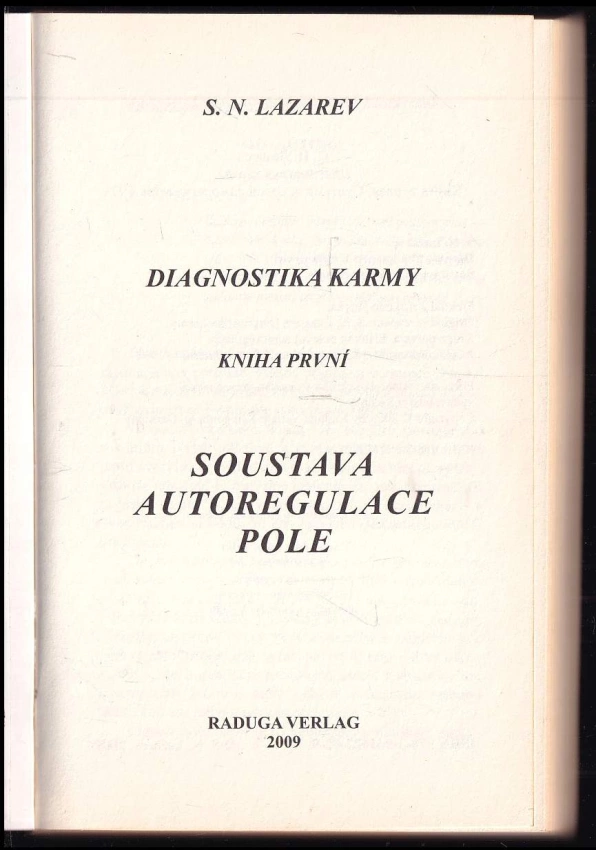 S. N. LAZAREV
DIAGNOSTIKA KARMY
KNIHA PRVNÍ
SOUSTAVA
AUTOREGULACE
POLE
RADUGA VERLAG
2009